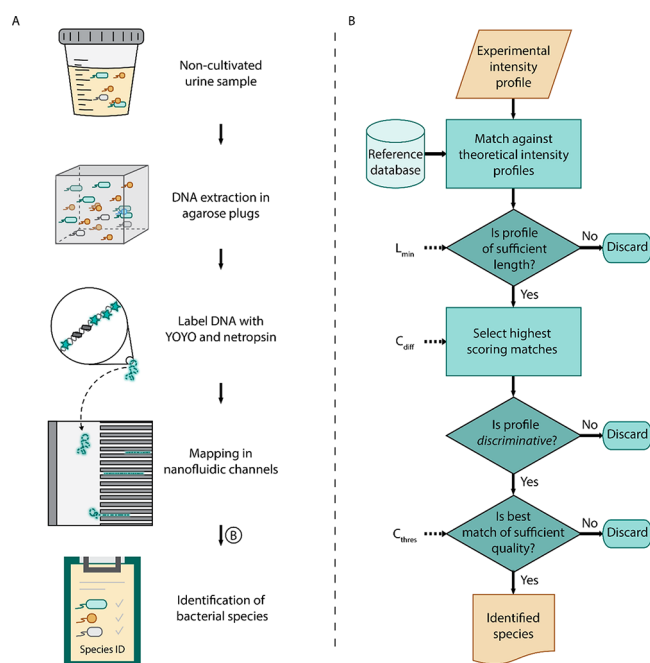 A
Non-cultivated
urine sample
DNA extraction in
agarose plugs
Label DNA with
YOYO and netropsin
Mapping in
nanofluidic channels
B
Identification of
bacterial species
Species ID
B
Experimental
intensity
profile
Reference
database
Match against
theoretical intensity
profiles
Lmin
Is profile
of sufficient
length?
No
Discard
Yes
Cdiff
Select highest
scoring matches
Is profile
discriminative?
No
Discard
Yes
Cthres
Is best
match of sufficient
quality?
No
Discard
Yes
Identified
species